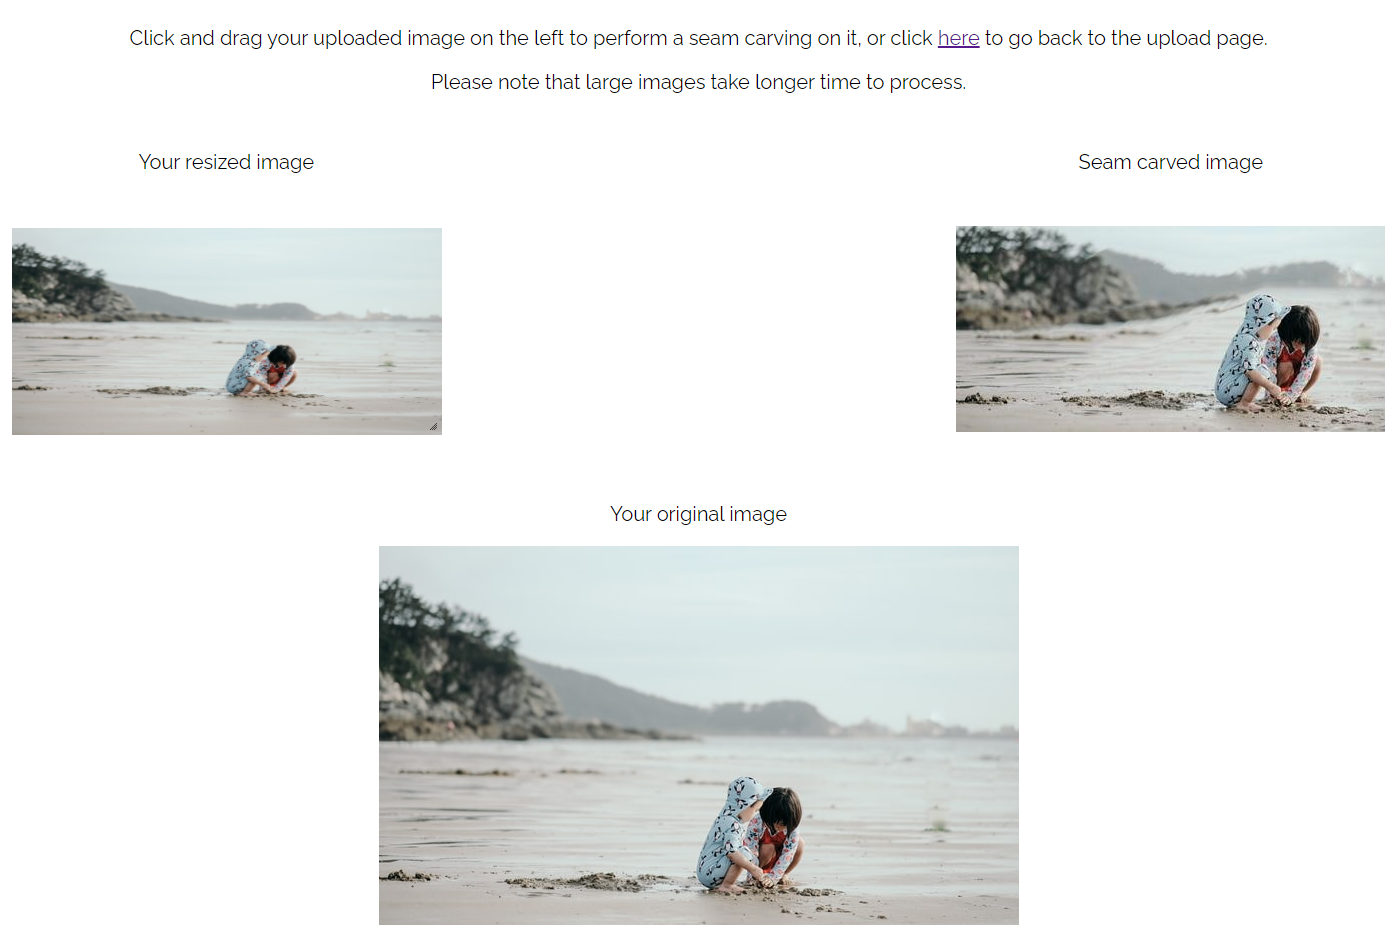 Click and drag your uploaded image on the left to perform a seam carving on it, or click here to go back to the upload page.
Please note that large images take longer time to process.
Your resized image
Seam carved image
Your original image